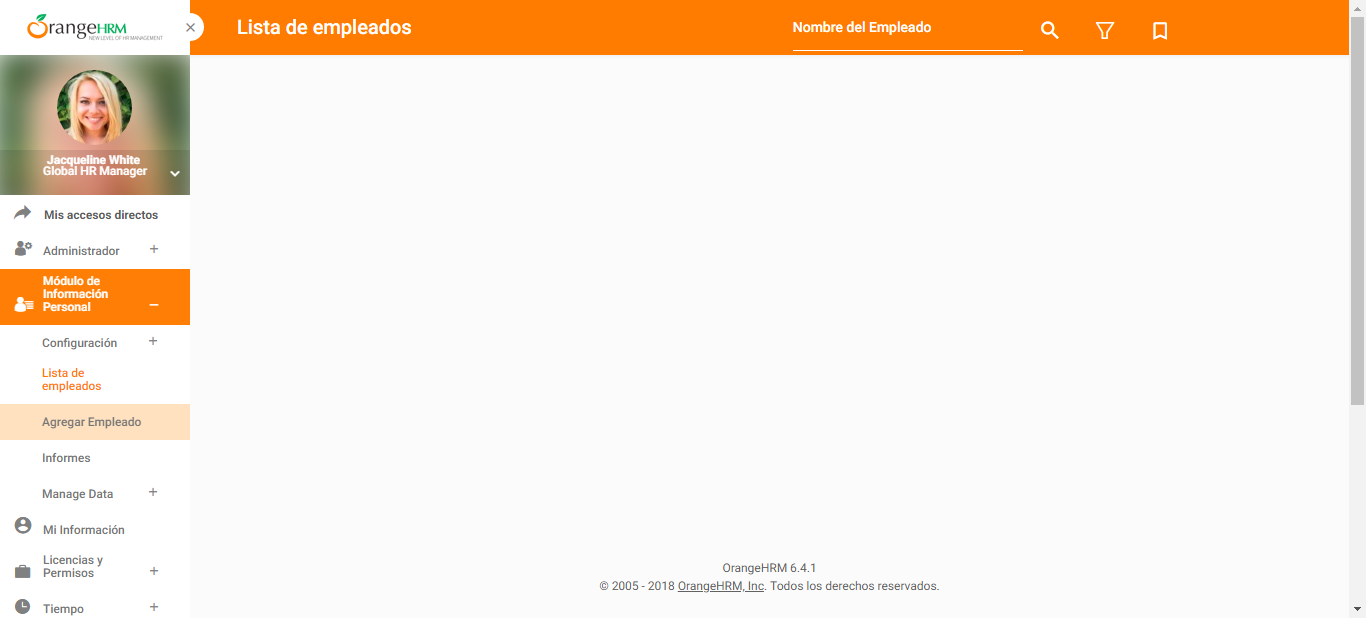 OrangeHRM
NEW LEVEL OF HR MANAGEMENT
Lista de empleados
Nombre del Empleado
Jacqueline White
Global HR Manager
Mis accesos directos
Administrador
Módulo de
Información
Personal
Configuración
Lista de
empleados
Agregar Empleado
Informes
Manage Data
Mi Información
Licencias y
Permisos
Tiempo
OrangeHRM 6.4.1
© 2005 - 2018 OrangeHRM, Inc. Todos los derechos reservados.